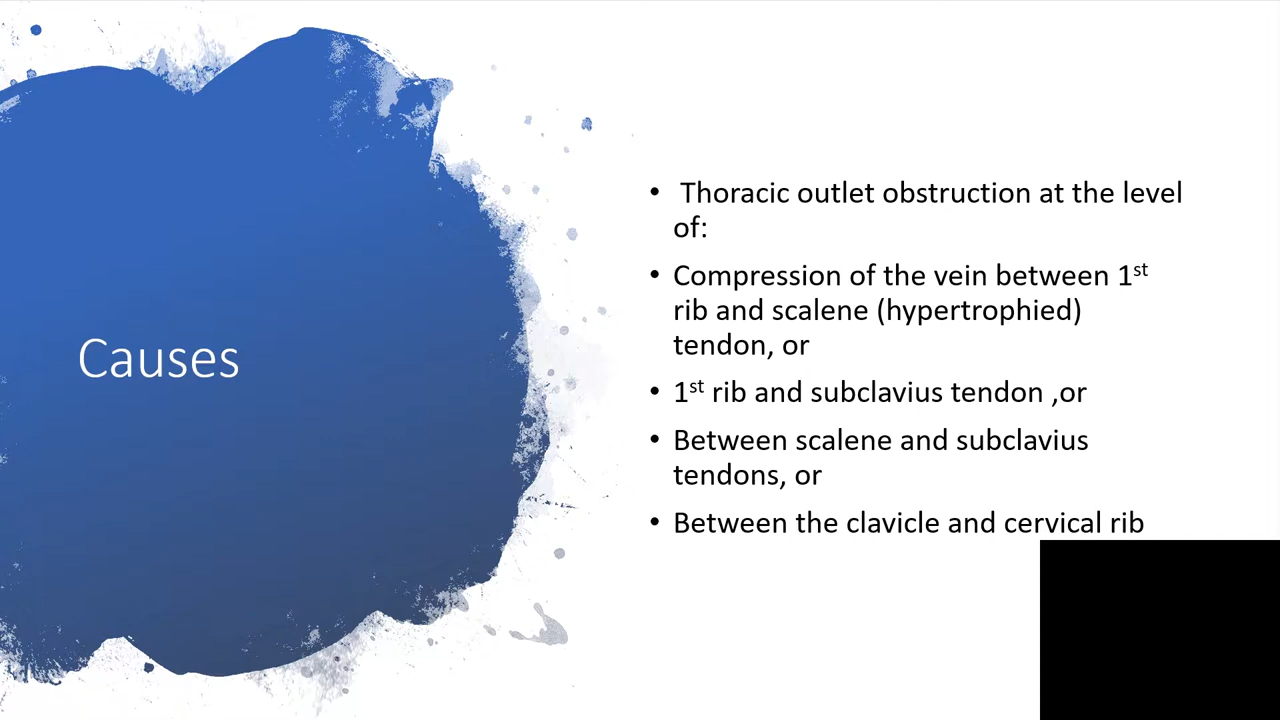 Causes
• Thoracic outlet obstruction at the level
of:
• Compression of the vein between 1st
rib and scalene (hypertrophied)
tendon, or
• 1st rib and subclavius tendon ,or
• Between scalene and subclavius
tendons, or
• Between the clavicle and cervical rib